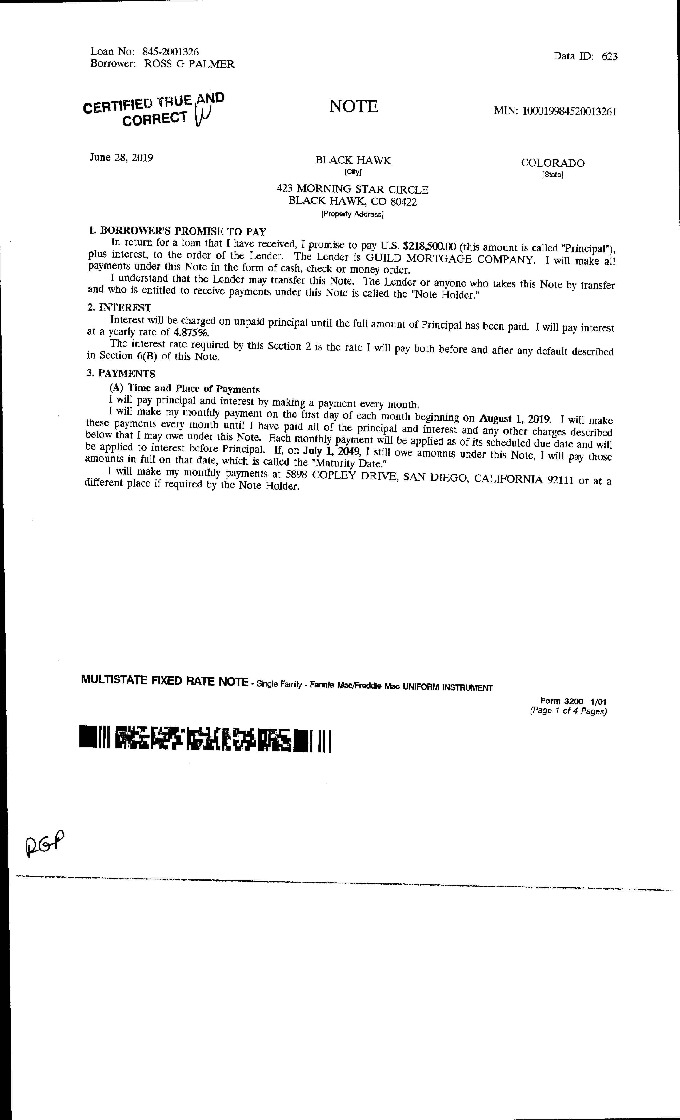 Loan No: 845-2001326
Borrower: ROSS G PALMER
Data ID: 623
CERTIFIED TRUE AND
CORRECT
NOTE
MIN: 100019984520013261
June 28, 2019
BLACK HAWK
[City]
COLORADO
[State]
423 MORNING STAR CIRCLE
BLACK HAWK, CO 80422
[Property Address]
1. BORROWER'S PROMISE TO PAY
In return for a loan that I have received, I promise to pay U.S. $218,500.00 (this amount is called "Principal"),
plus interest, to the order of the Lender. The Lender is GUILD MORTGAGE COMPANY. I will make all
payments under this Note in the form of cash, check or money order.
I understand that the Lender may transfer this Note. The Lender or anyone who takes this Note by transfer
and who is entitled to receive payments under this Note is called the "Note Holder."
2. INTEREST
Interest will be charged on unpaid principal until the full amount of Principal has been paid. I will pay interest
at a yearly rate of 4.875%.
The interest rate required by this Section 2 is the rate I will pay both before and after any default described
in Section 6(B) of this Note.
3. PAYMENTS
(A) Time and Place of Payments
I will pay principal and interest by making a payment every month.
I will make my monthly payment on the first day of each month beginning on August 1, 2019. I will make
these payments every month until I have paid all of the principal and interest and any other charges described
below that I may owe under this Note. Each monthly payment will be applied as of its scheduled due date and will
be applied to interest before Principal. If, on July 1, 2049, I still owe amounts under this Note, I will pay those
amounts in full on that date, which is called the "Maturity Date."
I will make my monthly payments at 5898 COPLEY DRIVE, SAN DIEGO, CALIFORNIA 92111 or at a
different place if required by the Note Holder.
MULTISTATE FIXED RATE NOTE - Single Family - Fannie Mac/Freddie Mac UNIFORM INSTRUMENT
Form 3200 1/01
(Page 1 of 4 Pages)
RGP